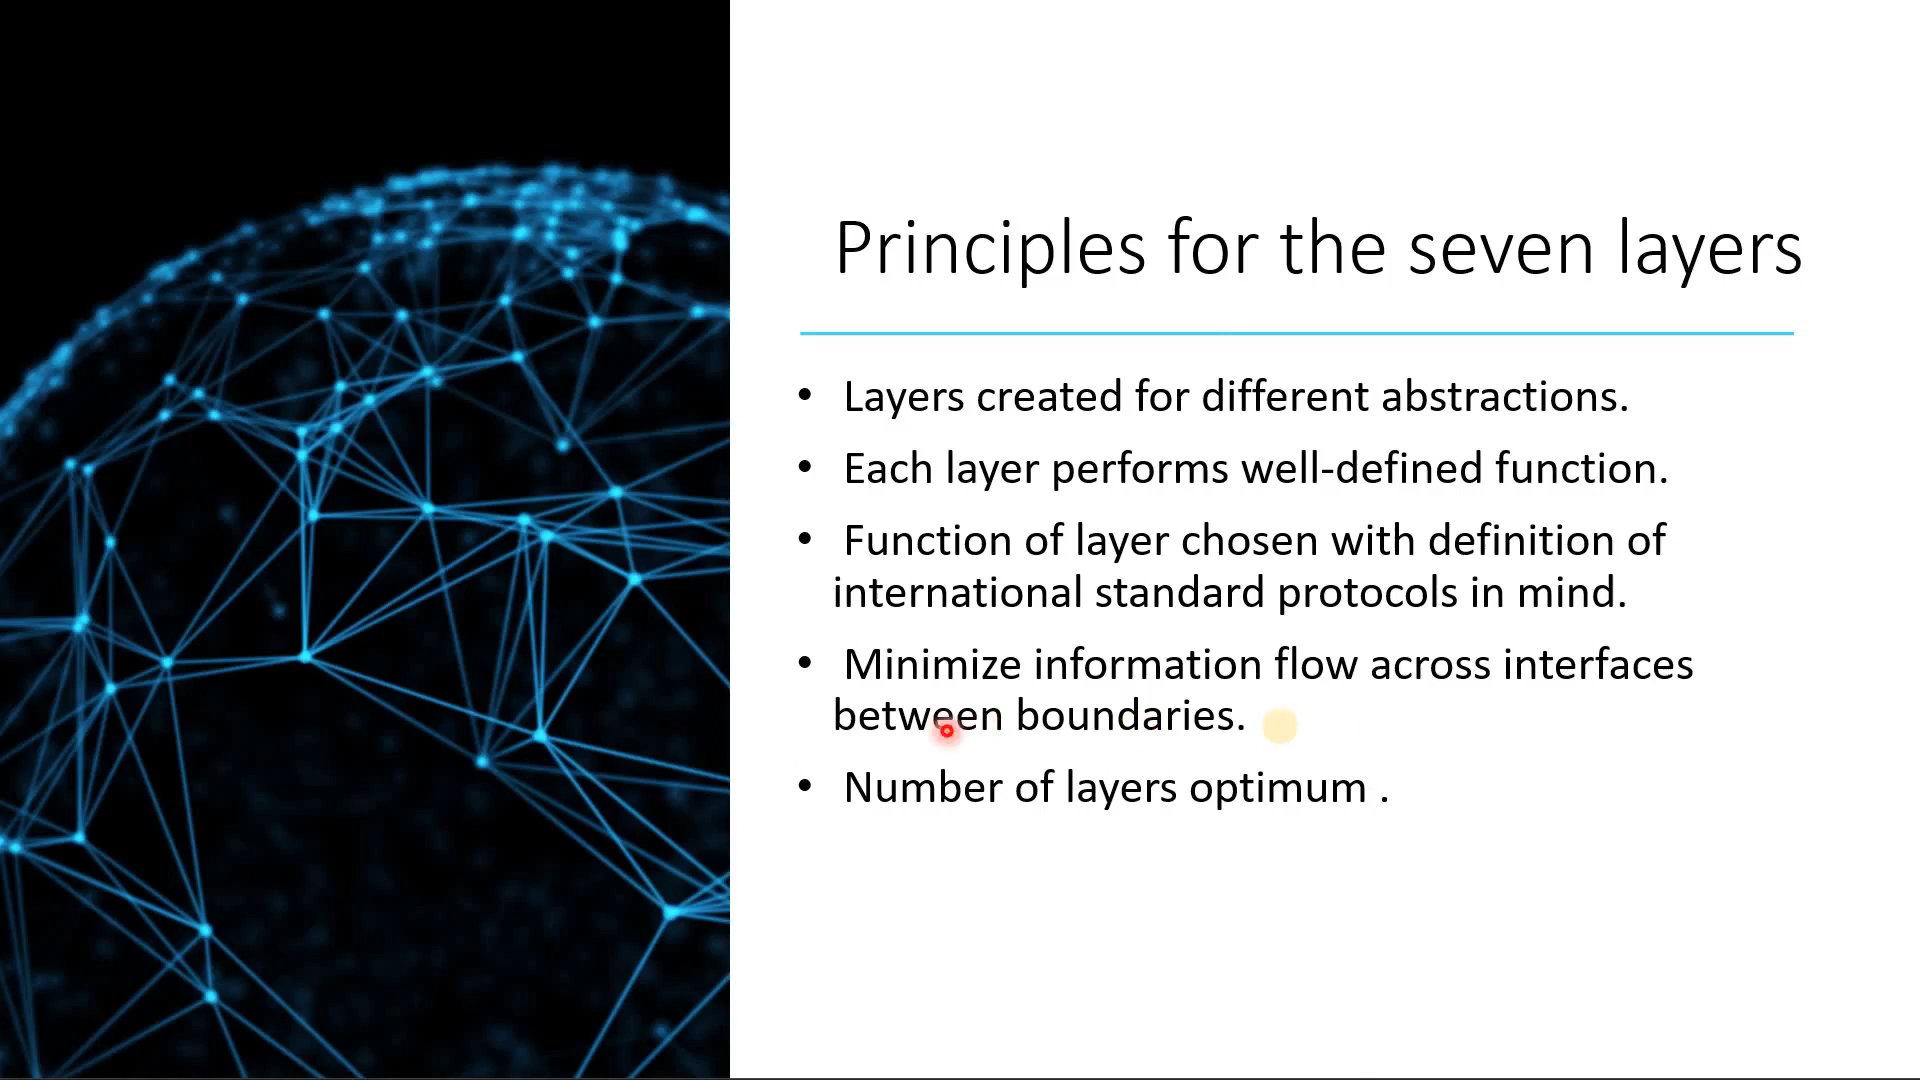 Principles for the seven layers
• Layers created for different abstractions.
• Each layer performs well-defined function.
• Function of layer chosen with definition of
international standard protocols in mind.
• Minimize information flow across interfaces
between boundaries.
• Number of layers optimum .